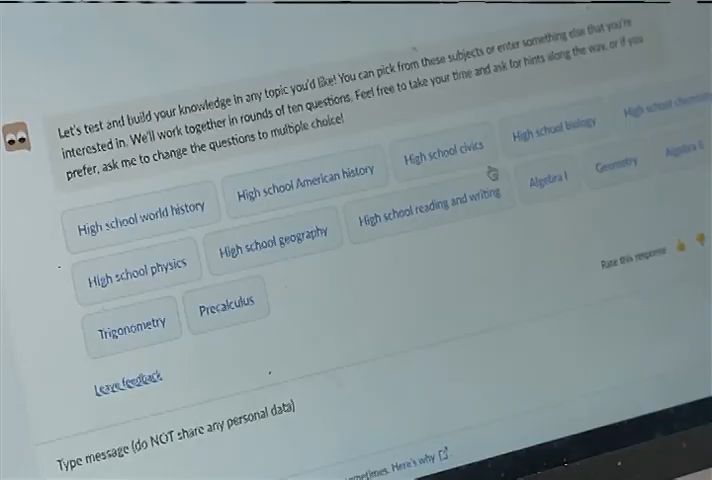 Let's test and build your knowledge in any topic you'd like! You can pick from these subjects or enter something else that you're
interested in. We'll work together in rounds of ten questions. Feel free to take your time and ask for hints along the way, or if you
prefer, ask me to change the questions to multiple choice!
High school world history
High school American history
High school civics
High school biology
High school chemistry
High school physics
High school geography
High school reading and writing
Algebra I
Geometry
Algebra II
Trigonometry
Precalculus
Rate this response
Leave feedback
Type message (do NOT share any personal data)
sometimes. Here's why